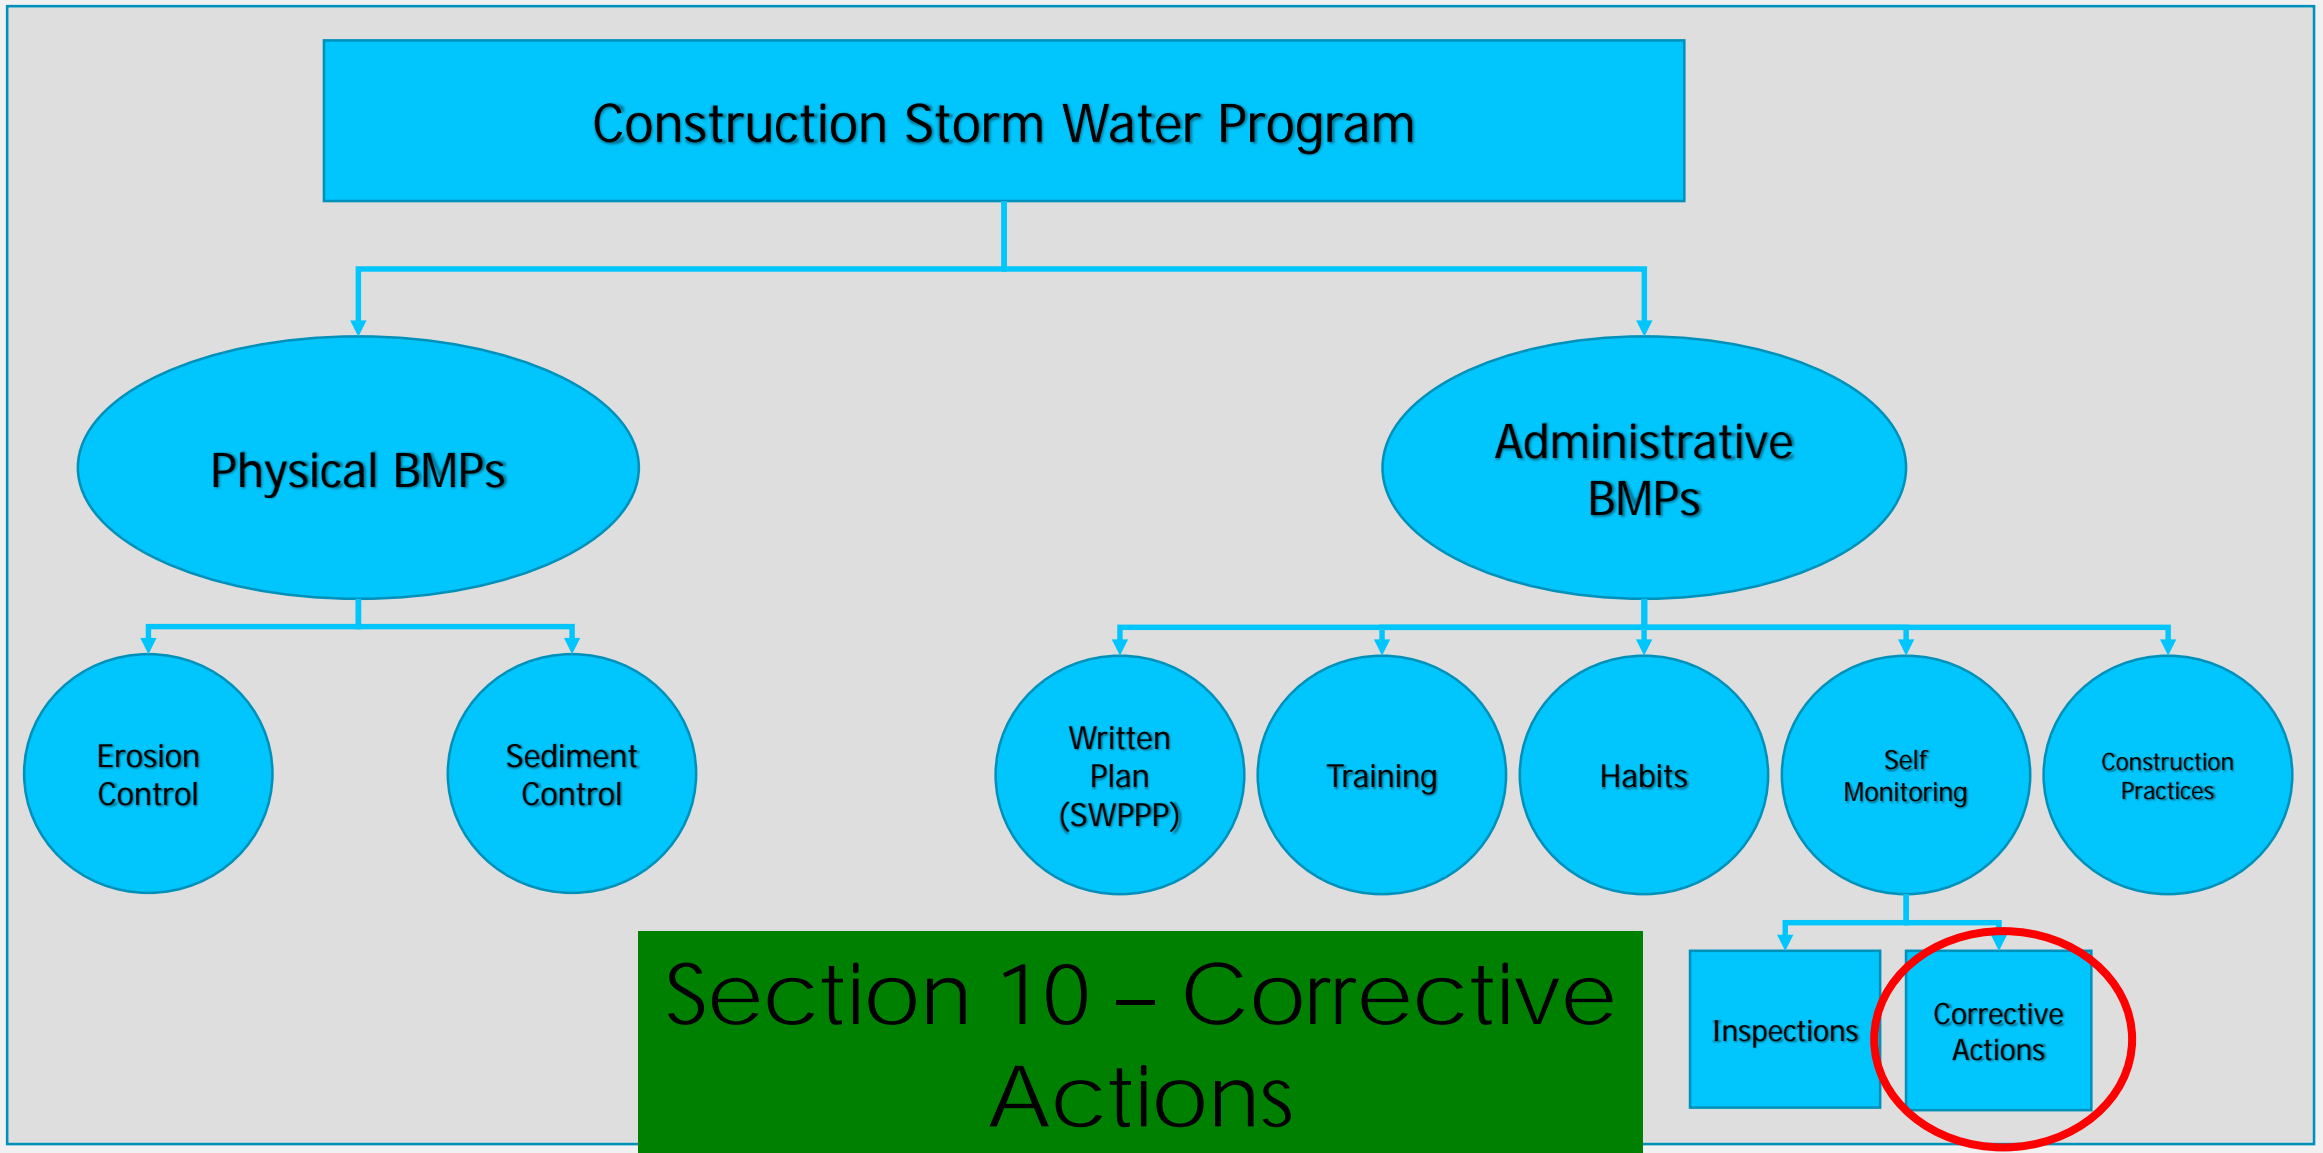 Construction Storm Water Program
Physical BMPs
Administrative
BMPs
Erosion
Control
Sediment
Control
Written
Plan
(SWPPP)
Training
Habits
Self
Monitoring
Construction
Practices
Section 10 – Corrective
Actions
Inspections
Corrective
Actions